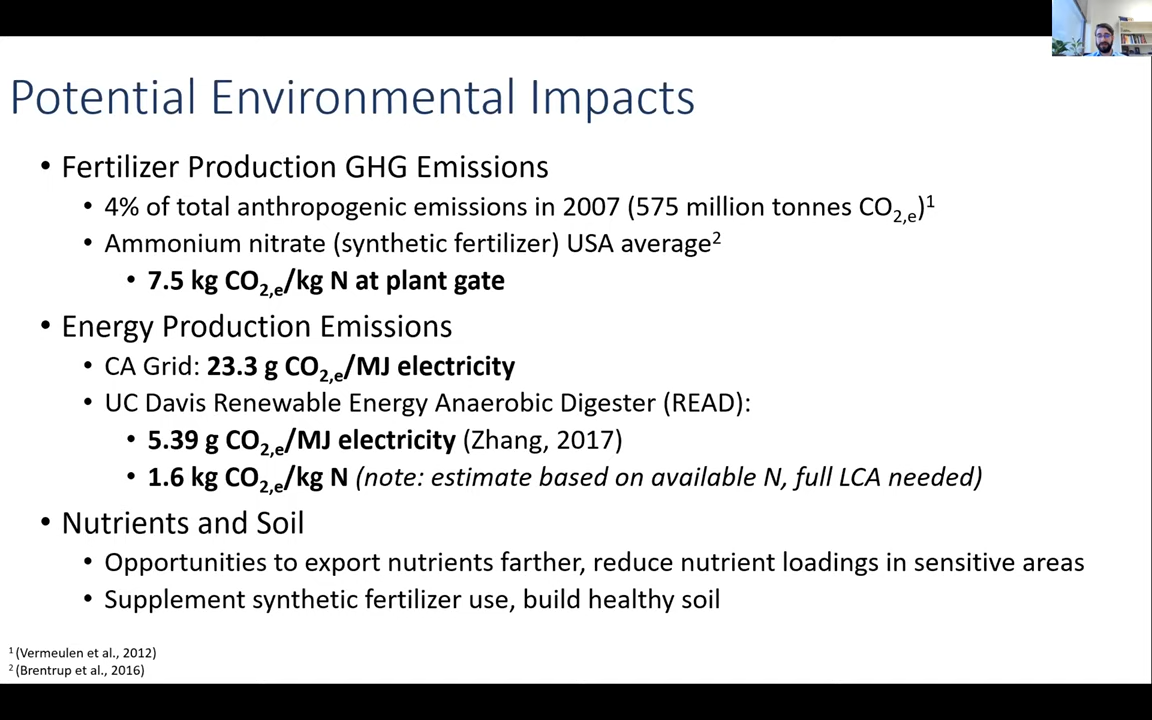 Potential Environmental Impacts
• Fertilizer Production GHG Emissions
• 4% of total anthropogenic emissions in 2007 (575 million tonnes CO2,e)1
• Ammonium nitrate (synthetic fertilizer) USA average2
• 7.5 kg CO2,e/kg N at plant gate
• Energy Production Emissions
• CA Grid: 23.3 g CO2,e/MJ electricity
• UC Davis Renewable Energy Anaerobic Digester (READ):
• 5.39 g CO2,e/MJ electricity (Zhang, 2017)
• 1.6 kg CO2,e/kg N (note: estimate based on available N, full LCA needed)
• Nutrients and Soil
• Opportunities to export nutrients farther, reduce nutrient loadings in sensitive areas
• Supplement synthetic fertilizer use, build healthy soil
1 (Vermeulen et al., 2012)
2 (Brentrup et al., 2016)